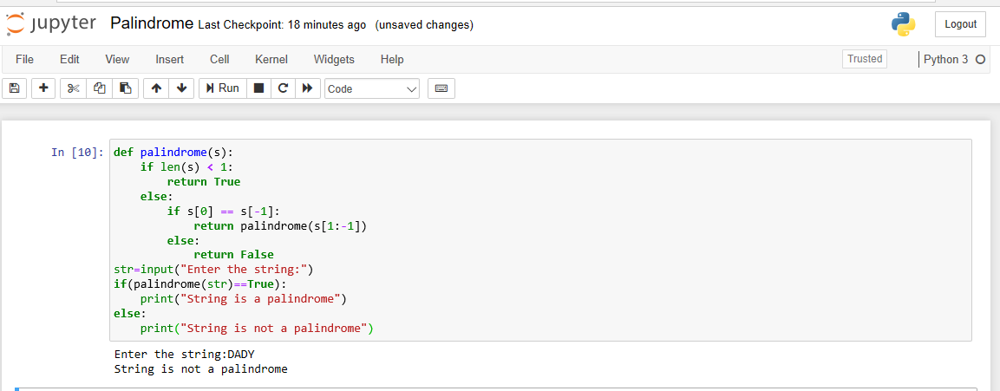 jupyter Palindrome Last Checkpoint: 18 minutes ago (unsaved changes) Logout
File Edit View Insert Cell Kernel Widgets Help Trusted Python 3
Run Code
In [10]: def palindrome(s):
    if len(s) < 1:
        return True
    else:
        if s[0] == s[-1]:
            return palindrome(s[1:-1])
        else:
            return False
str=input("Enter the string:")
if(palindrome(str)==True):
    print("String is a palindrome")
else:
    print("String is not a palindrome")
Enter the string:DADY
String is not a palindrome